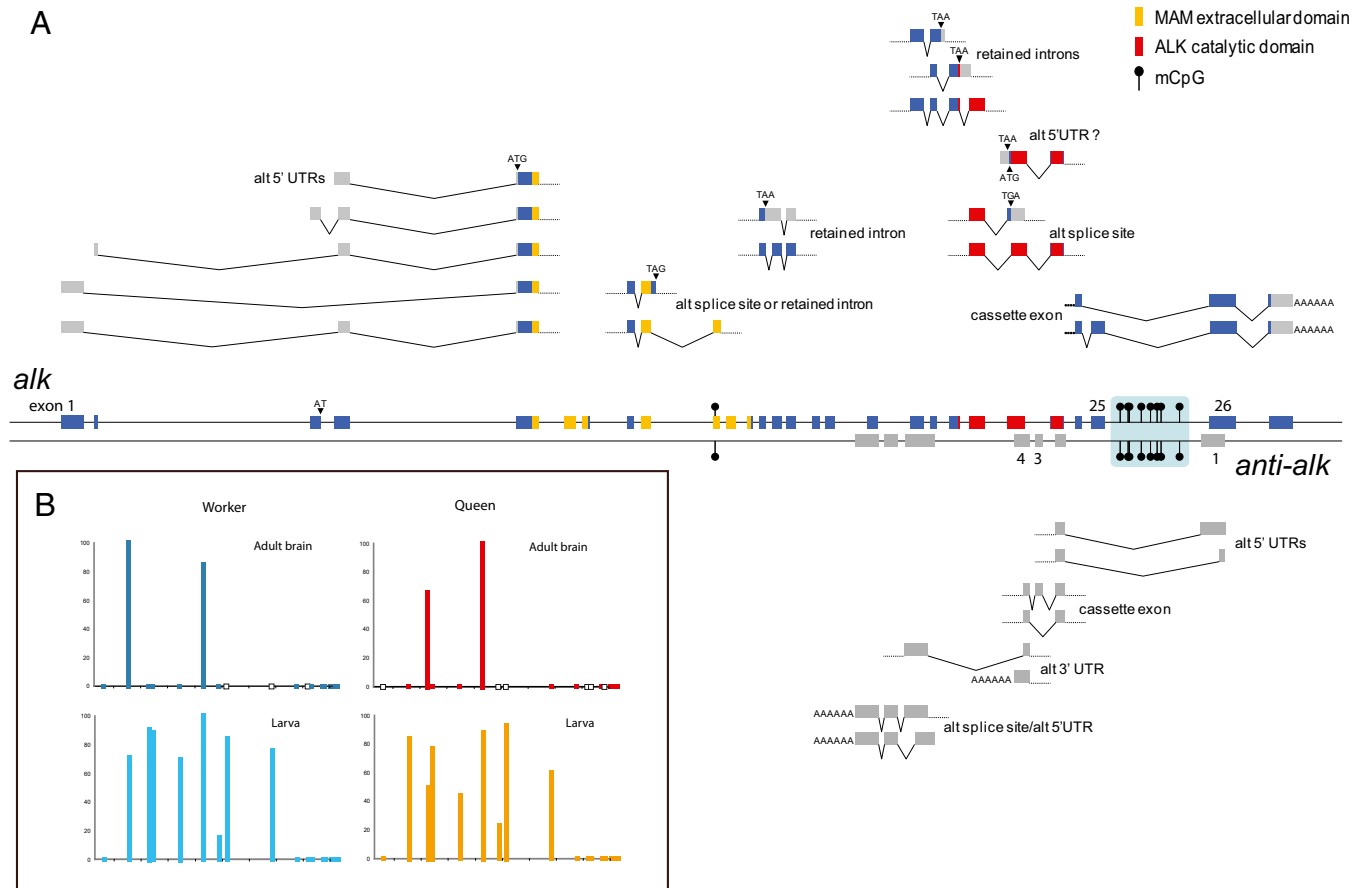 A
MAM extracellular domain
ALK catalytic domain
mCpG
TAA
retained introns
TAA
alt 5'UTR ?
TAA
ATG
ATG
alt 5' UTRs
TAA
TGA
retained intron
alt splice site
TAG
alt splice site or retained intron
cassette exon
AAAAAA
AAAAAA
alk
exon 1
AT
25
26
4
3
1
anti-alk
B
Worker
Queen
Adult brain
Adult brain
100
80
60
40
20
0
100
80
60
40
20
0
Larva
Larva
100
80
60
40
20
0
100
80
60
40
20
0
alt 5' UTRs
cassette exon
alt 3' UTR
AAAAAA
AAAAAA
alt splice site/alt 5'UTR
AAAAAA